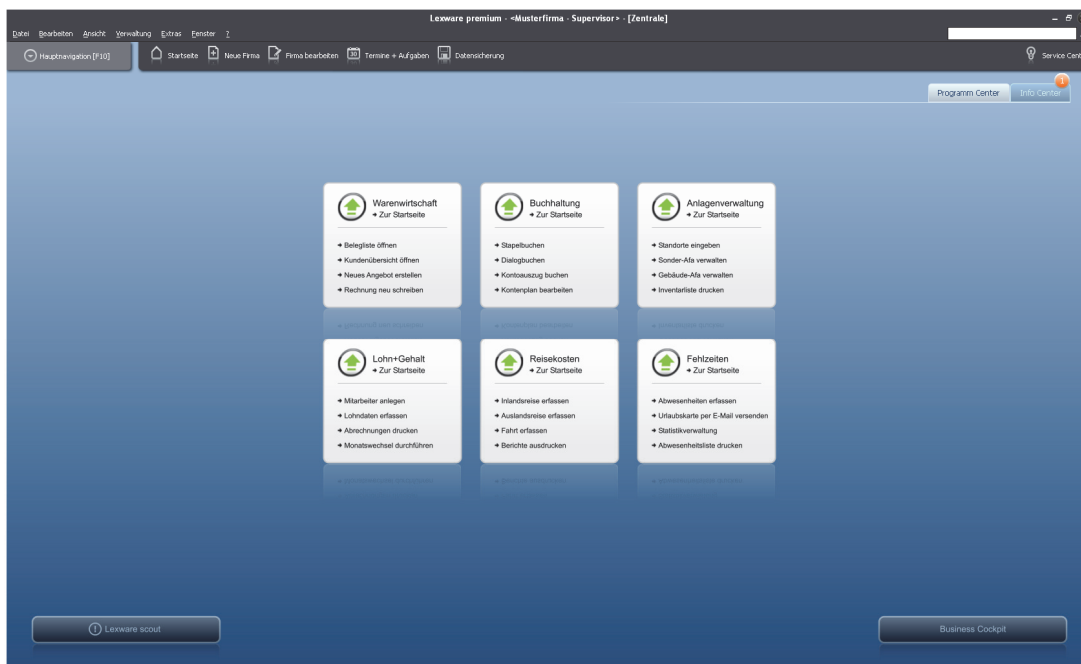 Lexware premium - <Musterfirma - Supervisor> - [Zentrale]
Datei Bearbeiten Ansicht Verwaltung Extras Fenster ?
Hauptnavigation [F10] Startseite Neue Firma Firma bearbeiten 30 Termine + Aufgaben Datensicherung Service Cent
Programm Center Info Center 1
Warenwirtschaft
Zur Startseite
Belegliste öffnen
Kundenübersicht öffnen
Neues Angebot erstellen
Rechnung neu schreiben
Buchhaltung
Zur Startseite
Stapelbuchen
Dialogbuchen
Kontoauszug buchen
Kontenplan bearbeiten
Anlagenverwaltung
Zur Startseite
Standorte eingeben
Sonder-Afa verwalten
Gebäude-Afa verwalten
Inventarliste drucken
Lohn+Gehalt
Zur Startseite
Mitarbeiter anlegen
Lohndaten erfassen
Abrechnungen drucken
Monatswechsel durchführen
Reisekosten
Zur Startseite
Inlandsreise erfassen
Auslandsreise erfassen
Fahrt erfassen
Berichte ausdrucken
Fehlzeiten
Zur Startseite
Abwesenheiten erfassen
Urlaubskarte per E-Mail versenden
Statistikverwaltung
Abwesenheitsliste drucken
Lexware scout
Business Cockpit